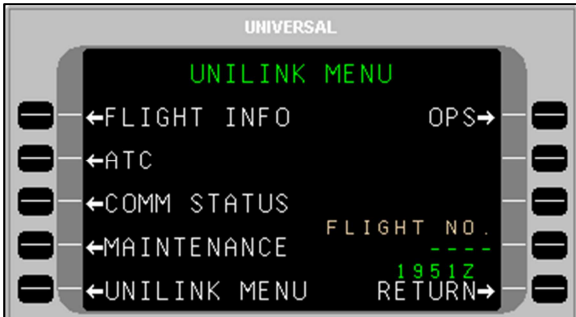 UNIVERSAL
UNILINK MENU
←FLIGHT INFO OPS→
←ATC
←COMM STATUS
FLIGHT NO.
←MAINTENANCE ----
1951Z
←UNILINK MENU RETURN→